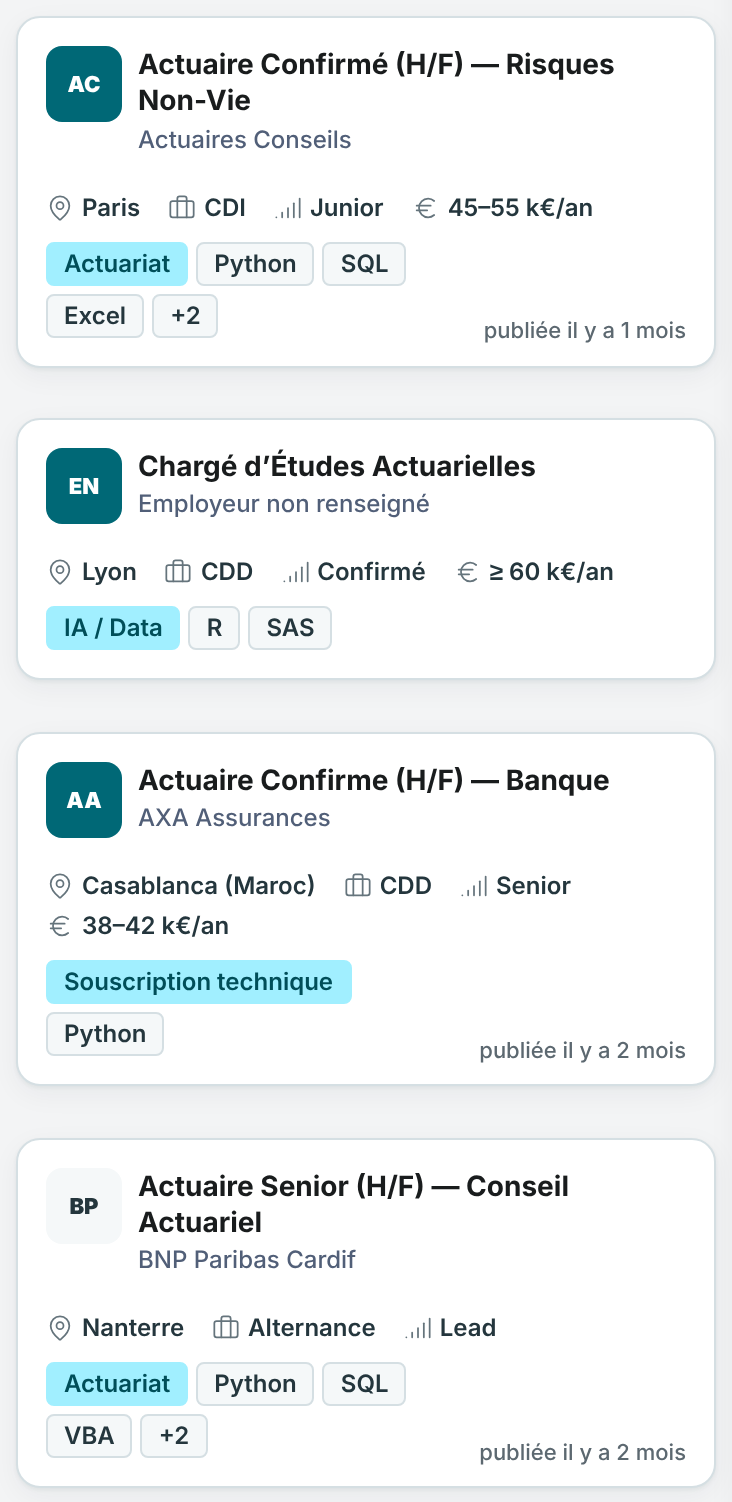 AC
Actuaire Confirmé (H/F) — Risques
Non-Vie
Actuaires Conseils
Paris CDI Junior € 45–55 k€/an
Actuariat Python SQL
Excel +2
publiée il y a 1 mois
EN
Chargé d’Études Actuarielles
Employeur non renseigné
Lyon CDD Confirmé € ≥ 60 k€/an
IA / Data R SAS
AA
Actuaire Confirme (H/F) — Banque
AXA Assurances
Casablanca (Maroc) CDD Senior
€ 38–42 k€/an
Souscription technique
Python
publiée il y a 2 mois
BP
Actuaire Senior (H/F) — Conseil
Actuariel
BNP Paribas Cardif
Nanterre Alternance Lead
Actuariat Python SQL
VBA +2
publiée il y a 2 mois